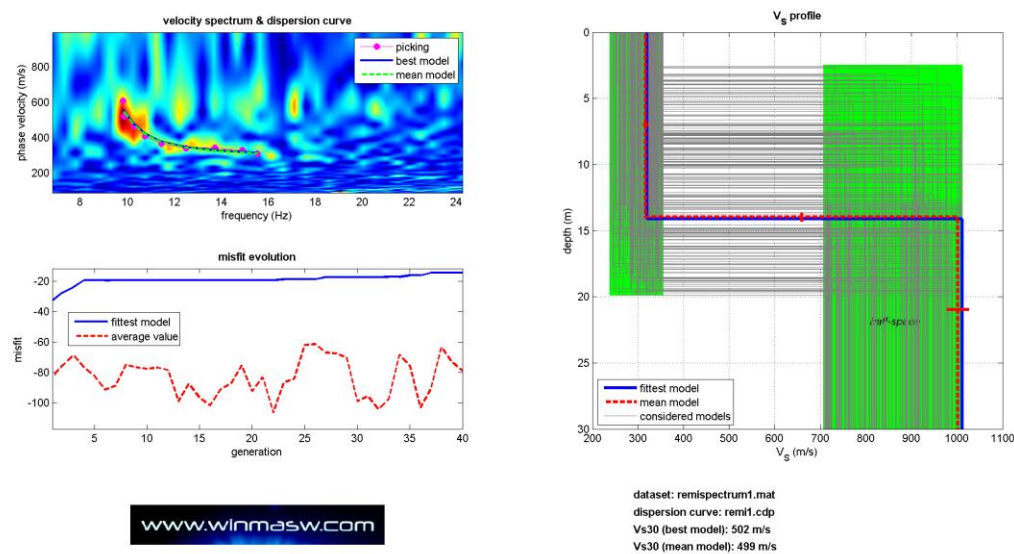 velocity spectrum & dispersion curve
phase velocity (m/s)
800
600
400
200
picking
best model
mean model
8 10 12 14 16 18 20 22 24
frequency (Hz)
misfit evolution
misfit
-20
-40
-60
-80
-100
fittest model
average value
5 10 15 20 25 30 35 40
generation
www.winmasw.com
VS profile
depth (m)
0
5
10
15
20
25
30
half-space
fittest model
mean model
considered models
200 300 400 500 600 700 800 900 1000 1100
VS (m/s)
dataset: remispectrum1.mat
dispersion curve: remi1.cdp
Vs30 (best model): 502 m/s
Vs30 (mean model): 499 m/s